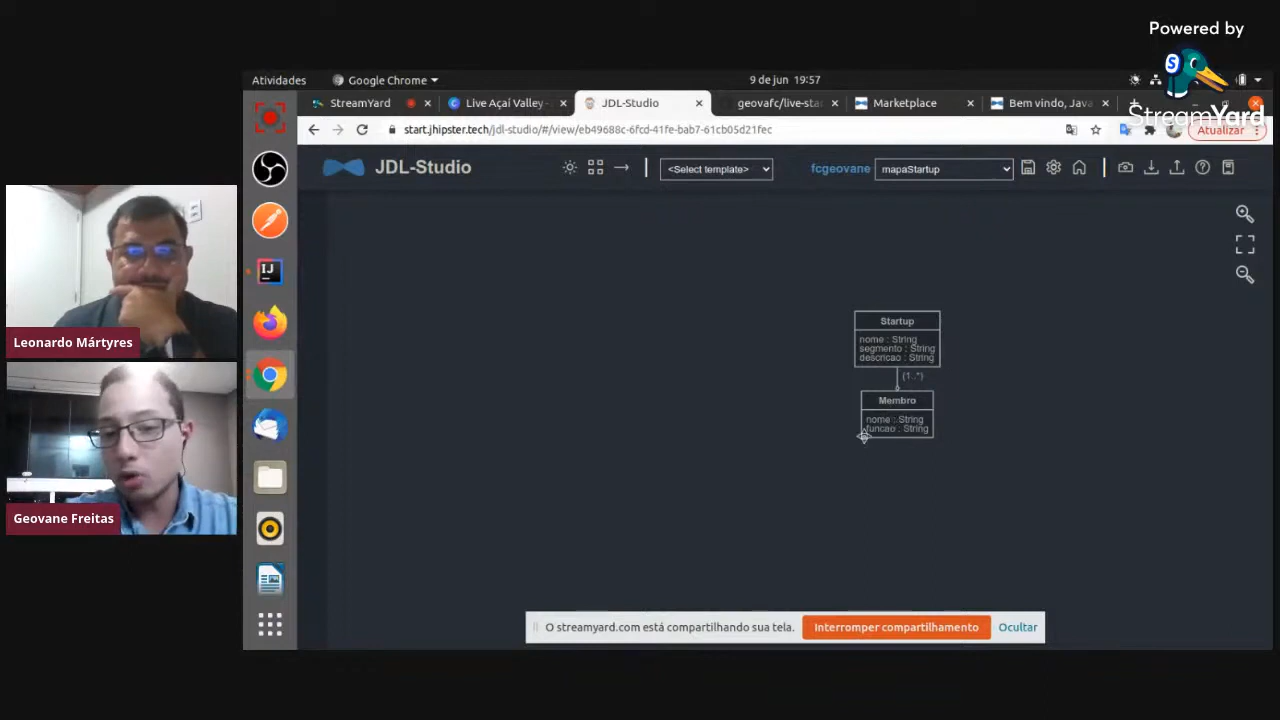 Powered by
S
StreamYard
Atividades
Google Chrome
9 de jun 19:57
StreamYard
Live Açaí Valley -
JDL-Studio
geovafc/live-star
Marketplace
Bem vindo, Java
start.jhipster.tech/jdl-studio/#/view/eb49688c-6fcd-41fe-bab7-61cb05d21fec
Atualizar
JDL-Studio
<Select template>
fcgeovane
mapaStartup
Startup
nome : String
segmento : String
descricao : String
(1..*)
Membro
nome : String
funcao : String
IJ
Leonardo Mártyres
Geovane Freitas
O streamyard.com está compartilhando sua tela.
Interromper compartilhamento
Ocultar